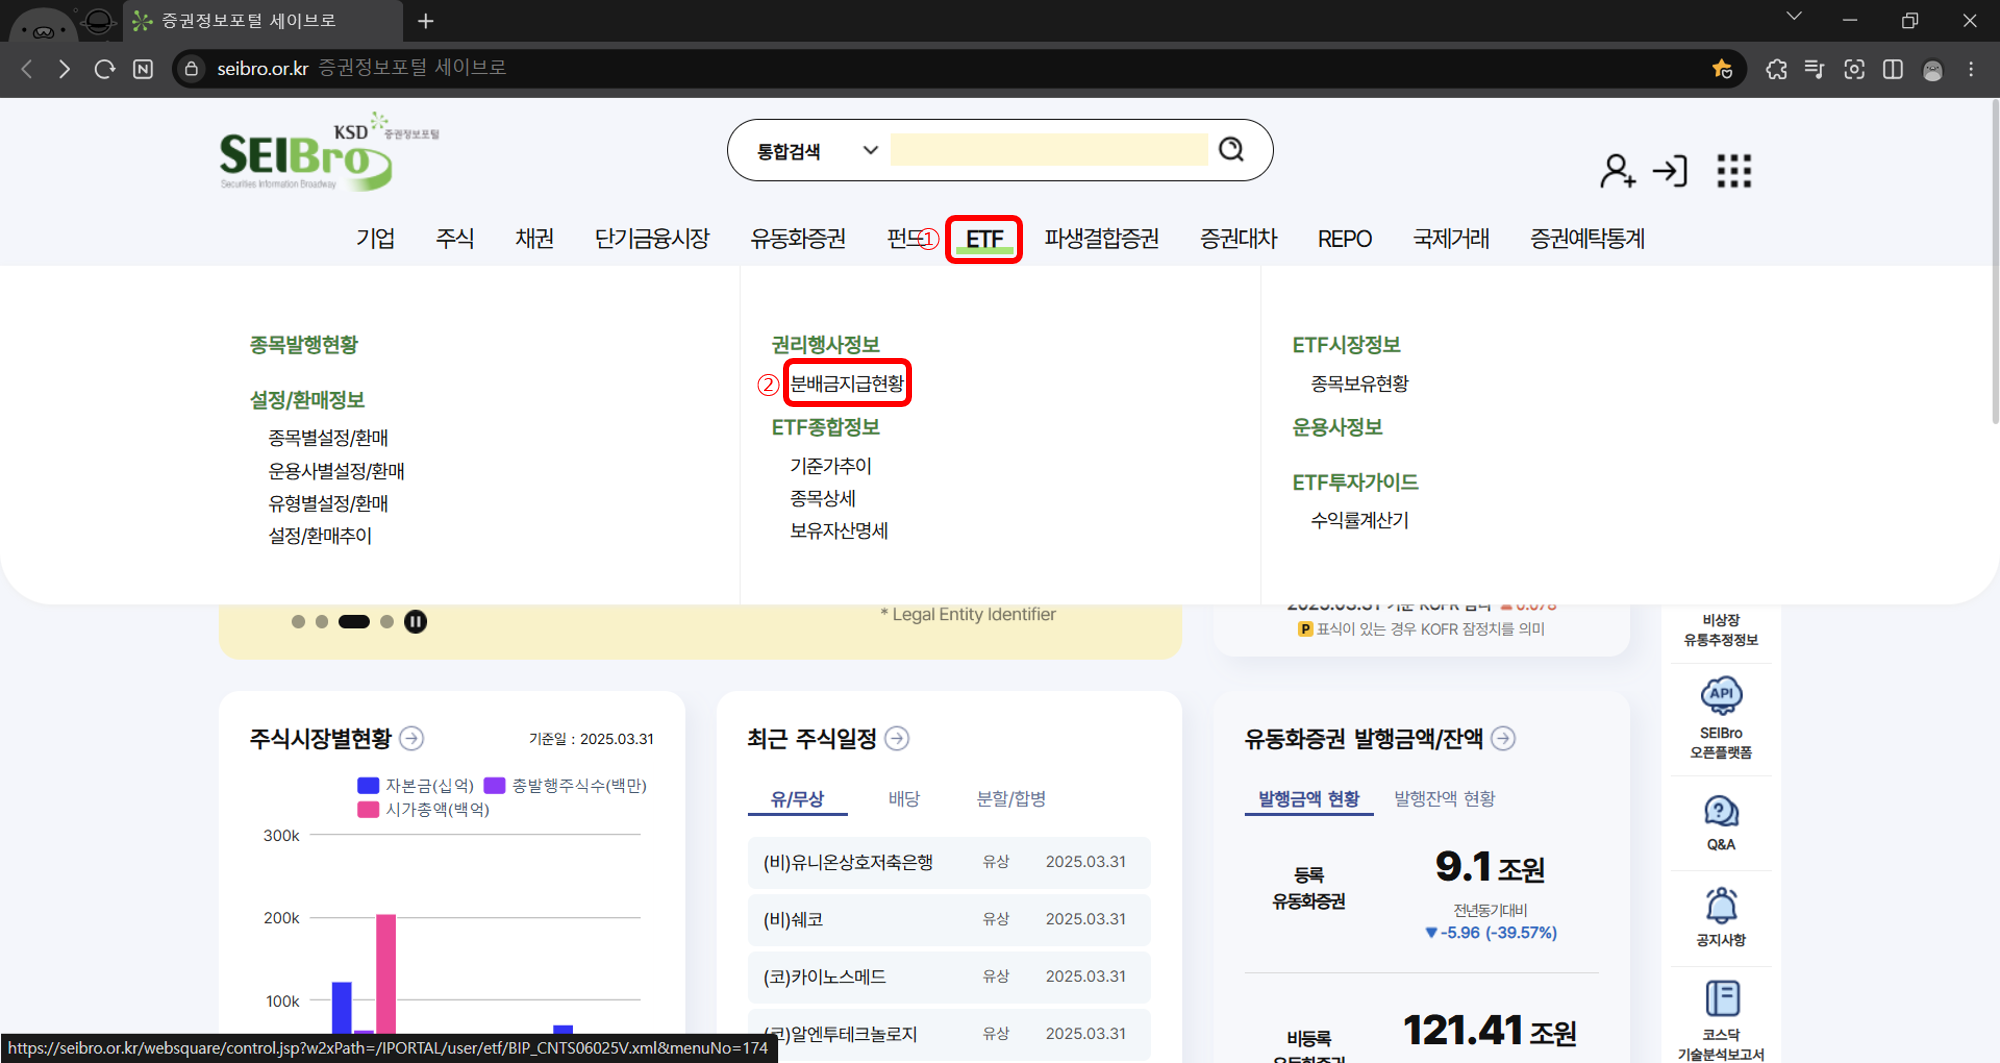 증권정보포털 세이브로
seibro.or.kr 증권정보포털 세이브로
KSD 증권정보포털
SEIBro
Securities Information Broadway
통합검색
기업 주식 채권 단기금융시장 유동화증권 펀드 ① ETF 파생결합증권 증권대차 REPO 국제거래 증권예탁통계
종목발행현황
설정/환매정보
종목별설정/환매
운용사별설정/환매
유형별설정/환매
설정/환매추이
권리행사정보
② 분배금지급현황
ETF종합정보
기준가추이
종목상세
보유자산명세
ETF시장정보
종목보유현황
운용사정보
ETF투자가이드
수익률계산기
* Legal Entity Identifier
2025.03.31 기준 KOFR 금리 ▲0.078
P 표식이 있는 경우 KOFR 잠정치를 의미
주식시장별현황
기준일 : 2025.03.31
자본금(십억) 총발행주식수(백만)
시가총액(백억)
300k
200k
100k
최근 주식일정
유/무상 배당 분할/합병
(비)유니온상호저축은행 유상 2025.03.31
(비)쉐코 유상 2025.03.31
(코)카이노스메드 유상 2025.03.31
(코)알엔투테크놀로지 유상 2025.03.31
유동화증권 발행금액/잔액
발행금액 현황 발행잔액 현황
등록
유동화증권
9.1 조원
전년동기대비
▼-5.96 (-39.57%)
비등록
유동화증권
121.41 조원
비상장
유통추정정보
API
SEIBro
오픈플랫폼
Q&A
공지사항
코스닥
기술분석보고서
https://seibro.or.kr/websquare/control.jsp?w2xPath=/IPORTAL/user/etf/BIP_CNTS06025V.xml&menuNo=174